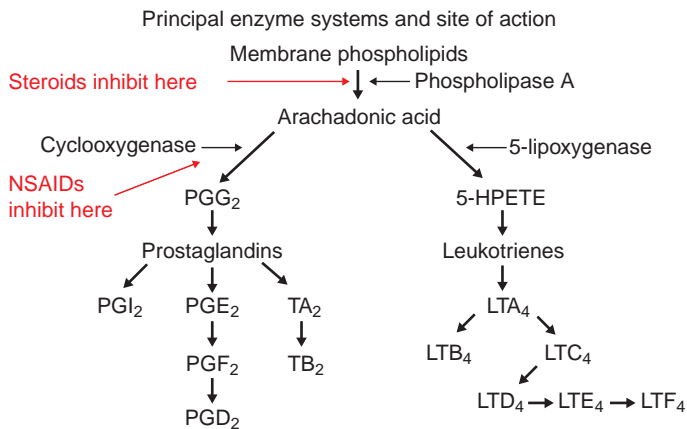 Principal enzyme systems and site of action
Membrane phospholipids
Steroids inhibit here
Phospholipase A
Arachadonic acid
Cyclooxygenase
5-lipoxygenase
NSAIDs
inhibit here
PGG₂
5-HPETE
Prostaglandins
Leukotrienes
PGI₂ PGE₂ TA₂
LTA₄
PGF₂ TB₂
LTB₄ LTC₄
PGD₂
LTD₄ LTE₄ LTF₄